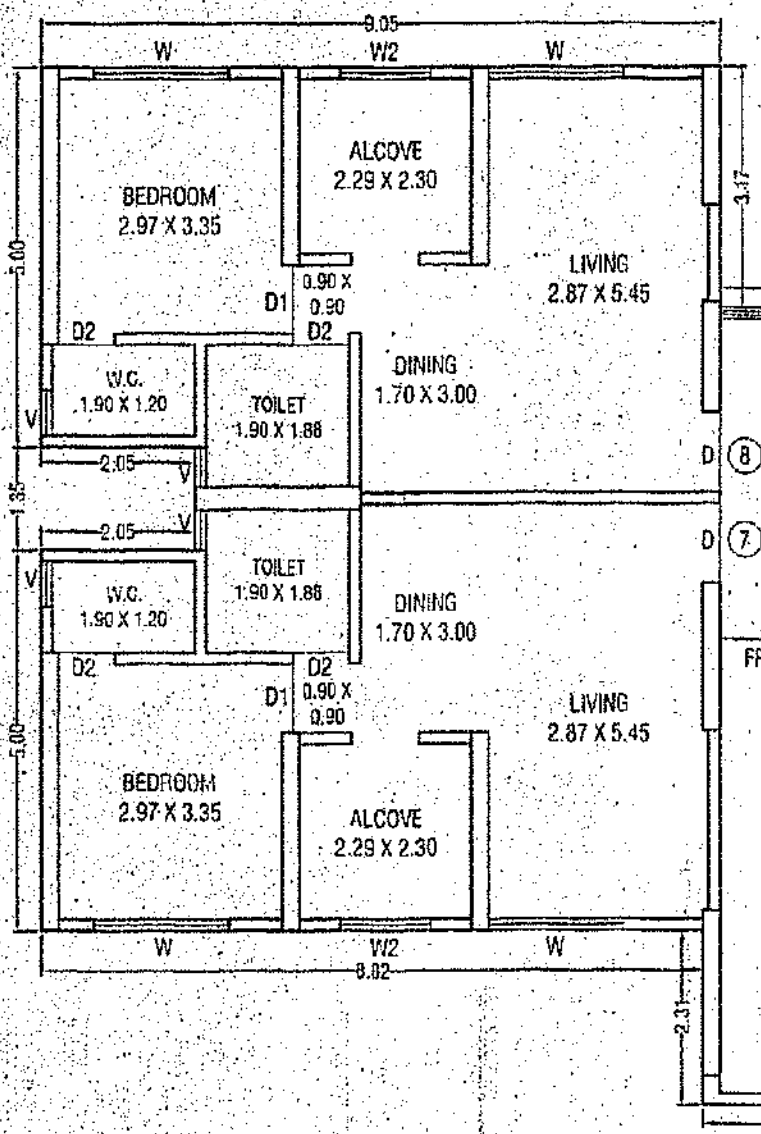 9.05
W
W2
W
ALCOVE
2.29 X 2.30
BEDROOM
2.97 X 3.35
3.17
5.00
LIVING
2.87 X 5.45
0.90 X
0.90
D1
D2
D2
DINING
1.70 X 3.00
W.C.
1.90 X 1.20
TOILET
1.90 X 1.88
V
D
8
2.05
V
1.35
2.05
V
D
7
V
TOILET
1.90 X 1.88
W.C.
1.90 X 1.20
DINING
1.70 X 3.00
D2
D2
D1
0.90 X
0.90
FF
LIVING
2.87 X 5.45
5.00
BEDROOM
2.97 X 3.35
ALCOVE
2.29 X 2.30
W
W2
W
2.31